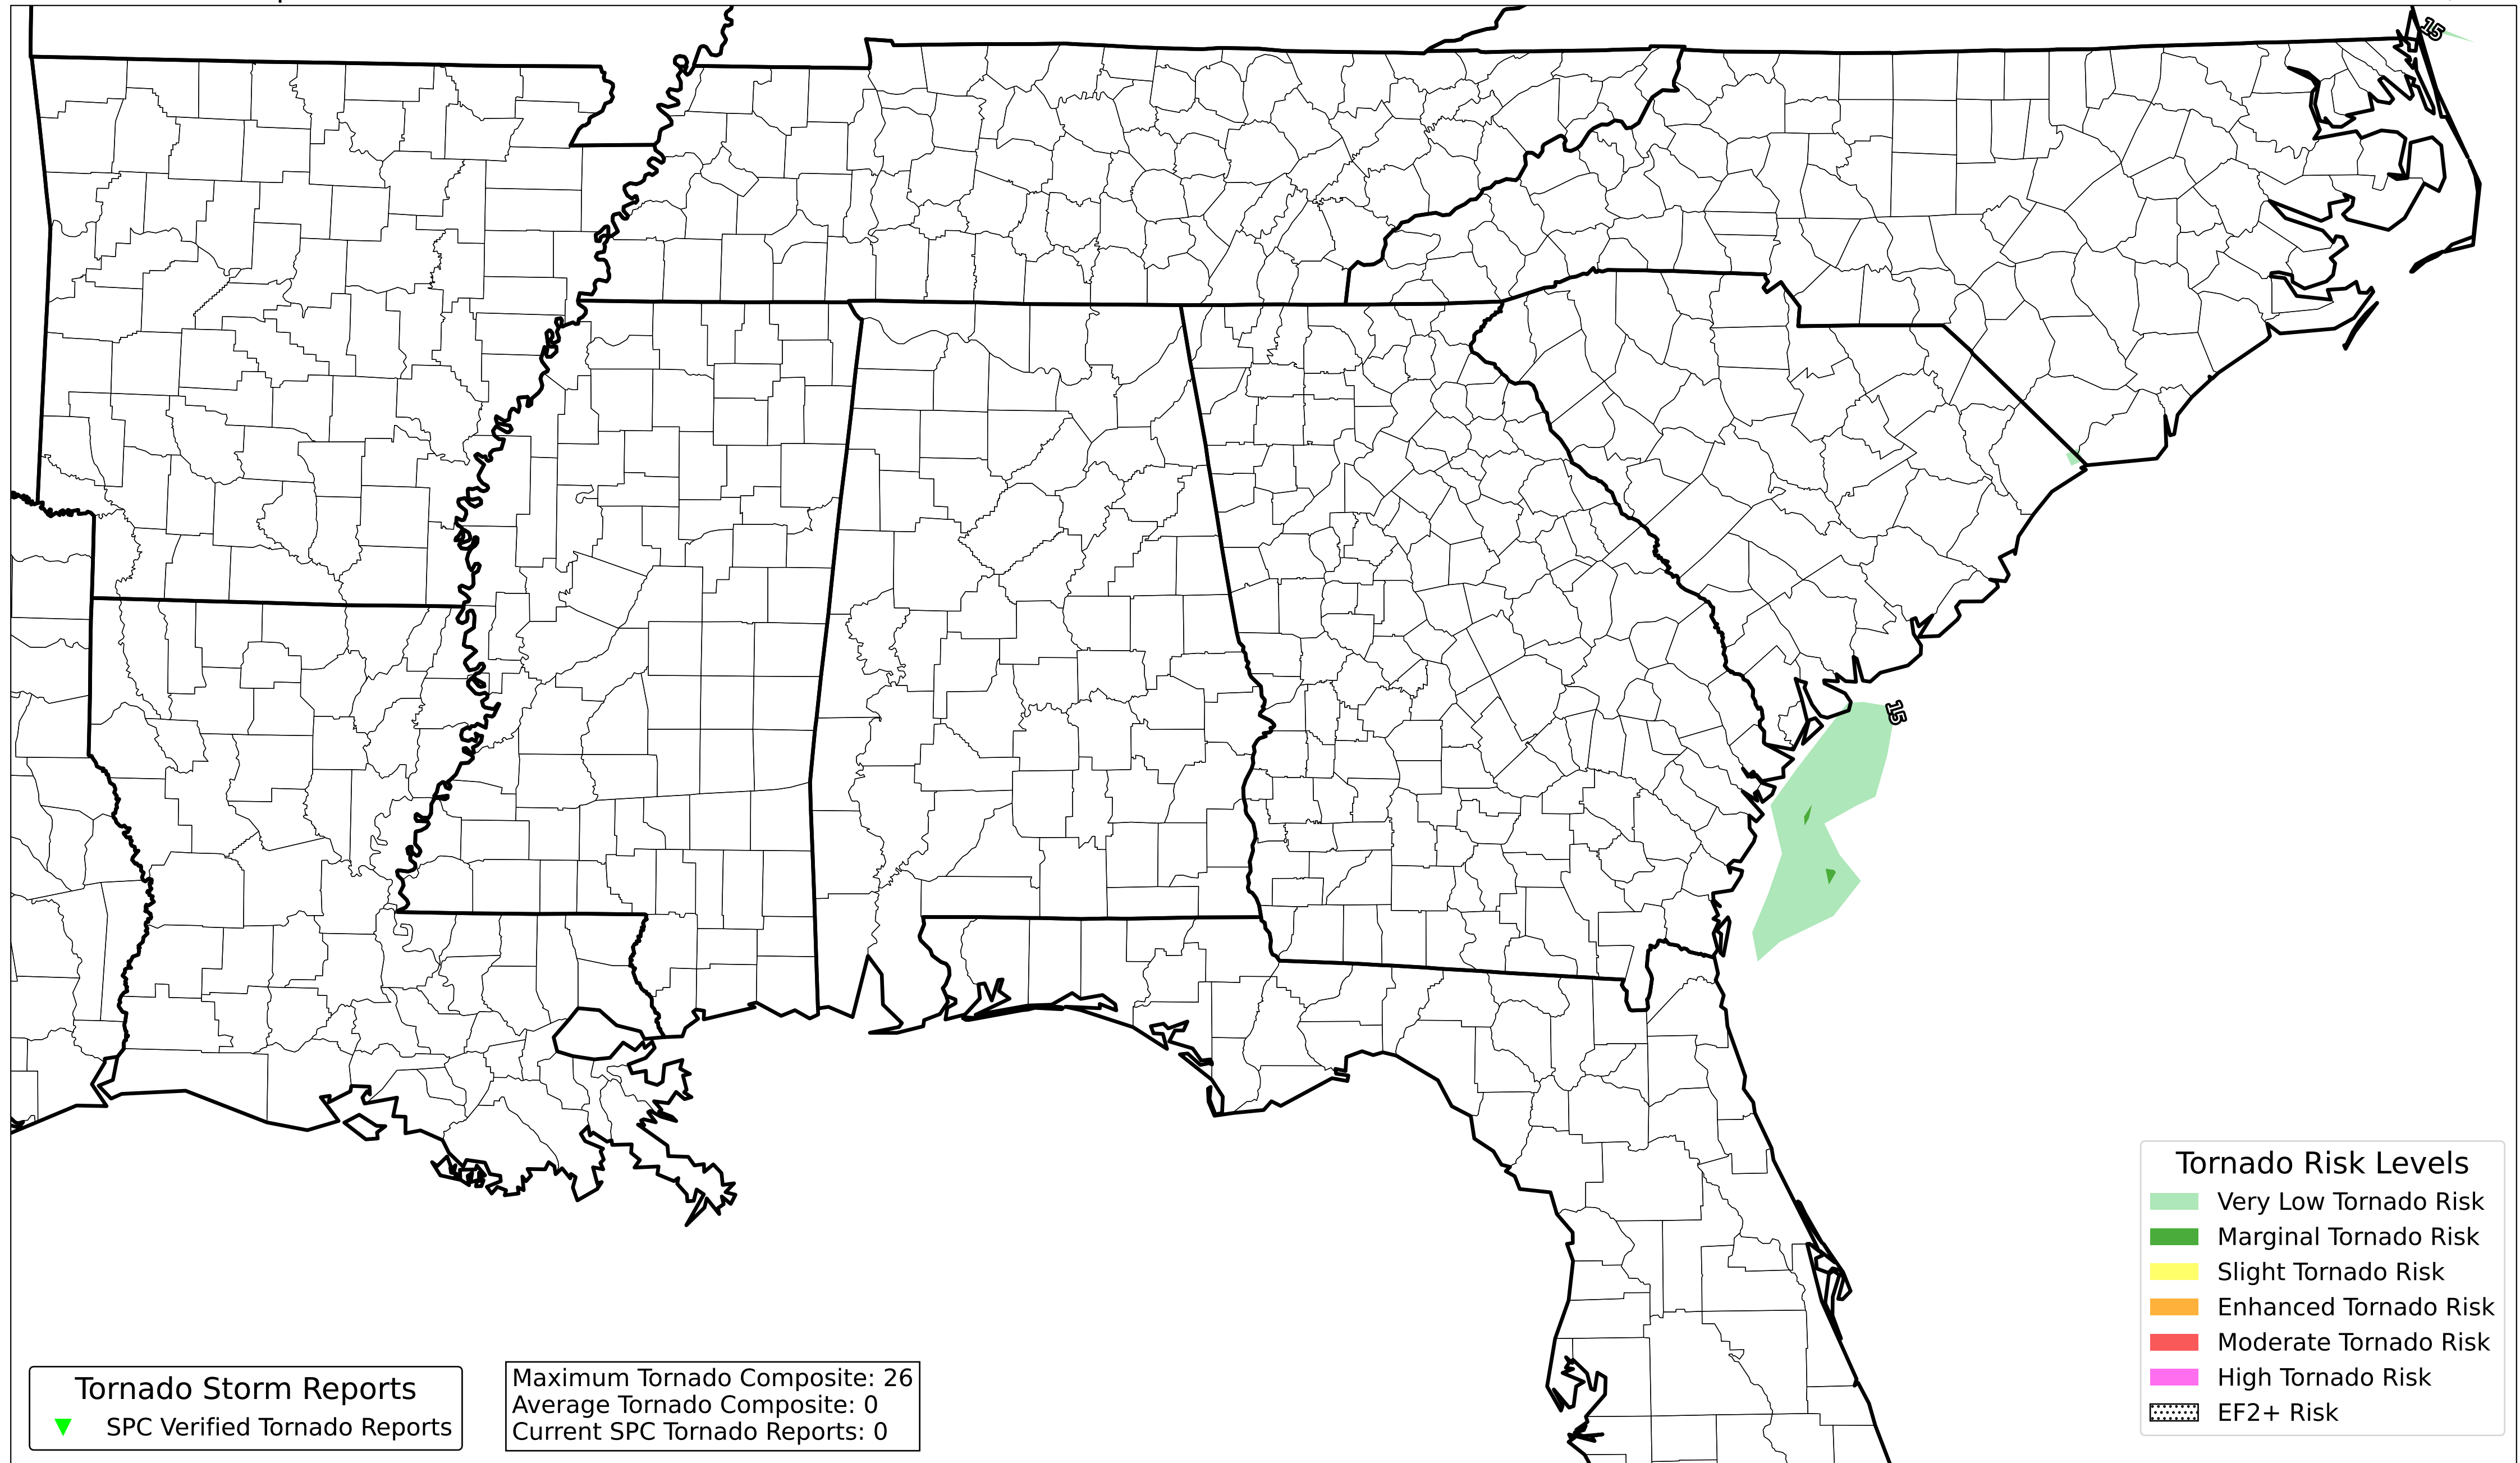 15
15
Tornado Risk Levels
Very Low Tornado Risk
Marginal Tornado Risk
Slight Tornado Risk
Enhanced Tornado Risk
Moderate Tornado Risk
High Tornado Risk
EF2+ Risk
Tornado Storm Reports
SPC Verified Tornado Reports
Maximum Tornado Composite: 26
Average Tornado Composite: 0
Current SPC Tornado Reports: 0